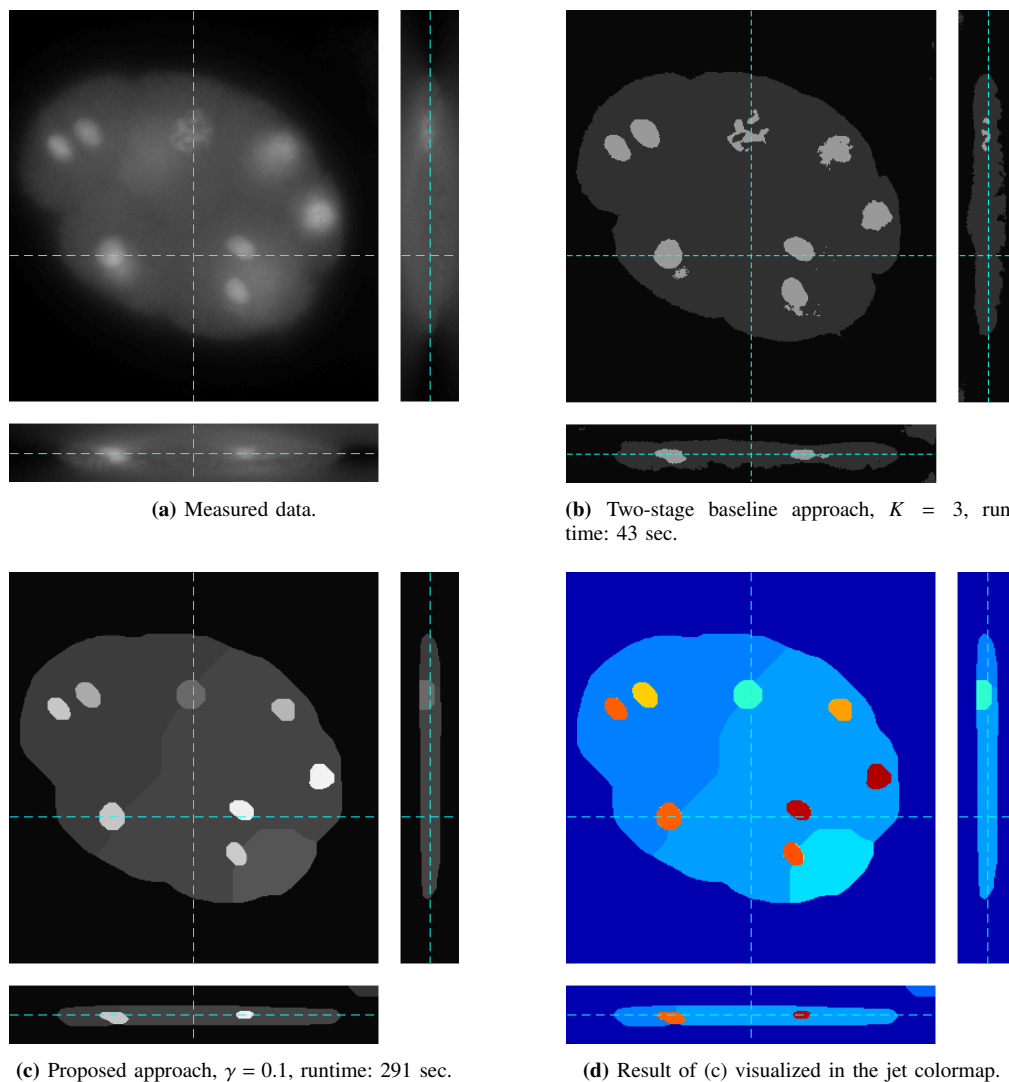 (a) Measured data.
(b) Two-stage baseline approach, K = 3, run
time: 43 sec.
(c) Proposed approach, γ = 0.1, runtime: 291 sec.
(d) Result of (c) visualized in the jet colormap.